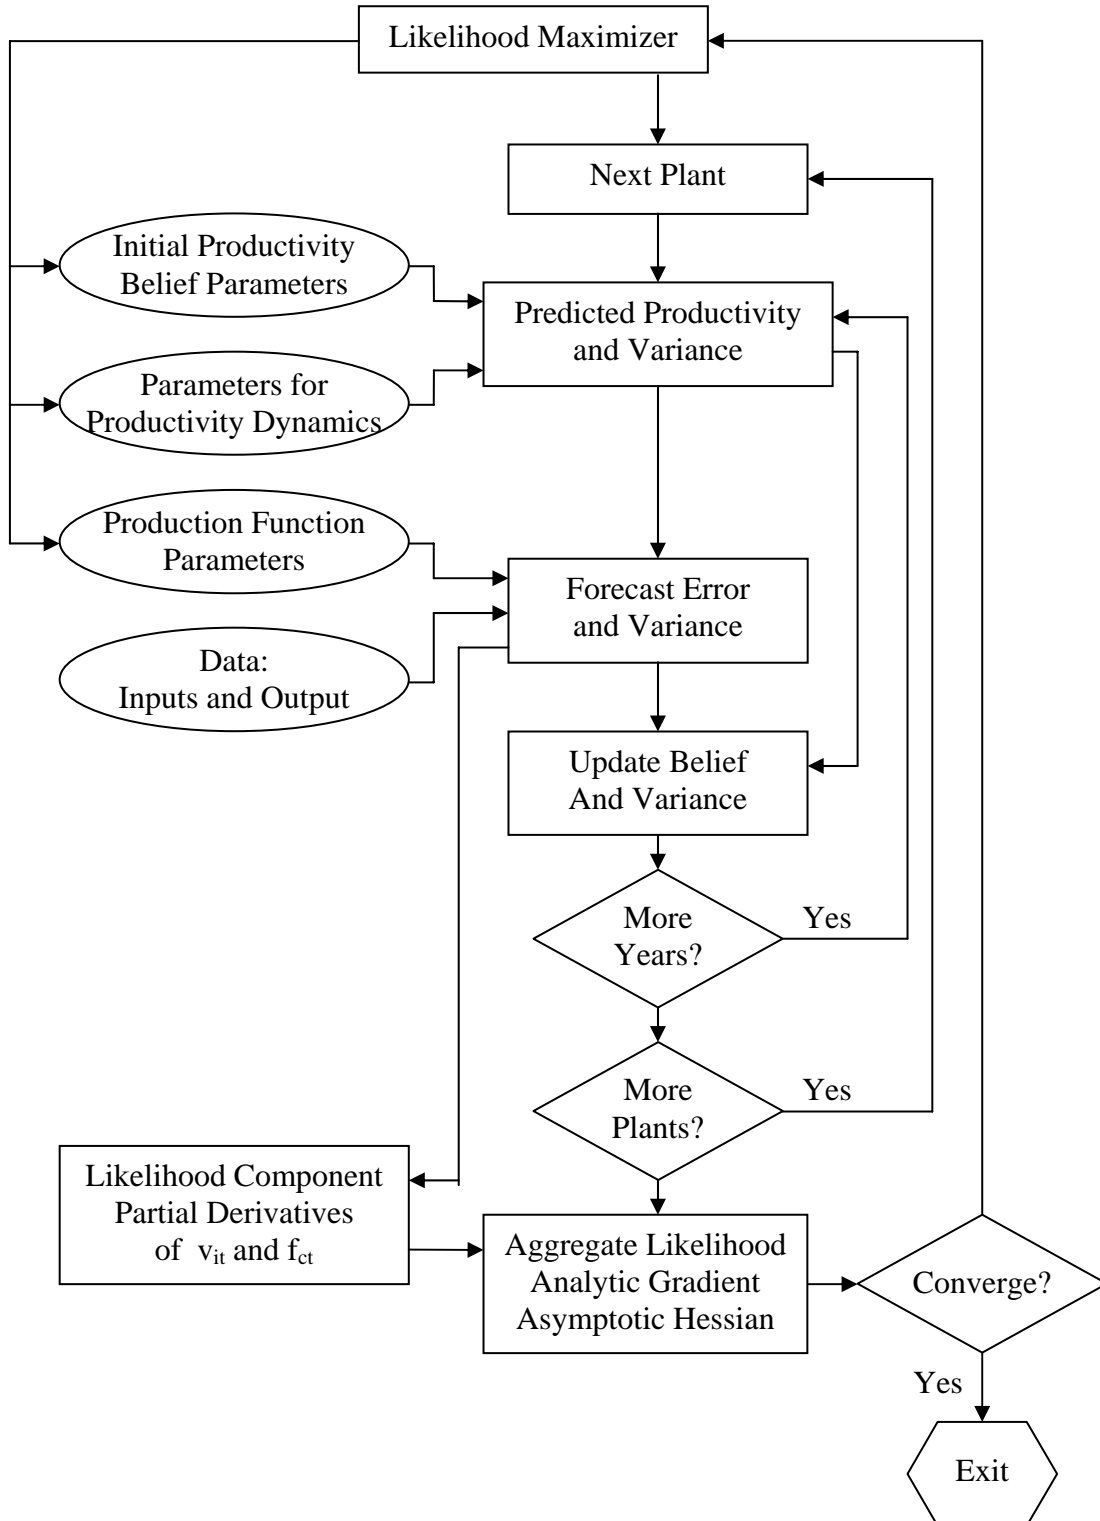 Likelihood Maximizer
Next Plant
Initial Productivity
Belief Parameters
Predicted Productivity
and Variance
Parameters for
Productivity Dynamics
Production Function
Parameters
Forecast Error
and Variance
Data:
Inputs and Output
Update Belief
And Variance
More
Years?
Yes
More
Plants?
Yes
Likelihood Component
Partial Derivatives
of vit and fct
Aggregate Likelihood
Analytic Gradient
Asymptotic Hessian
Converge?
Yes
Exit